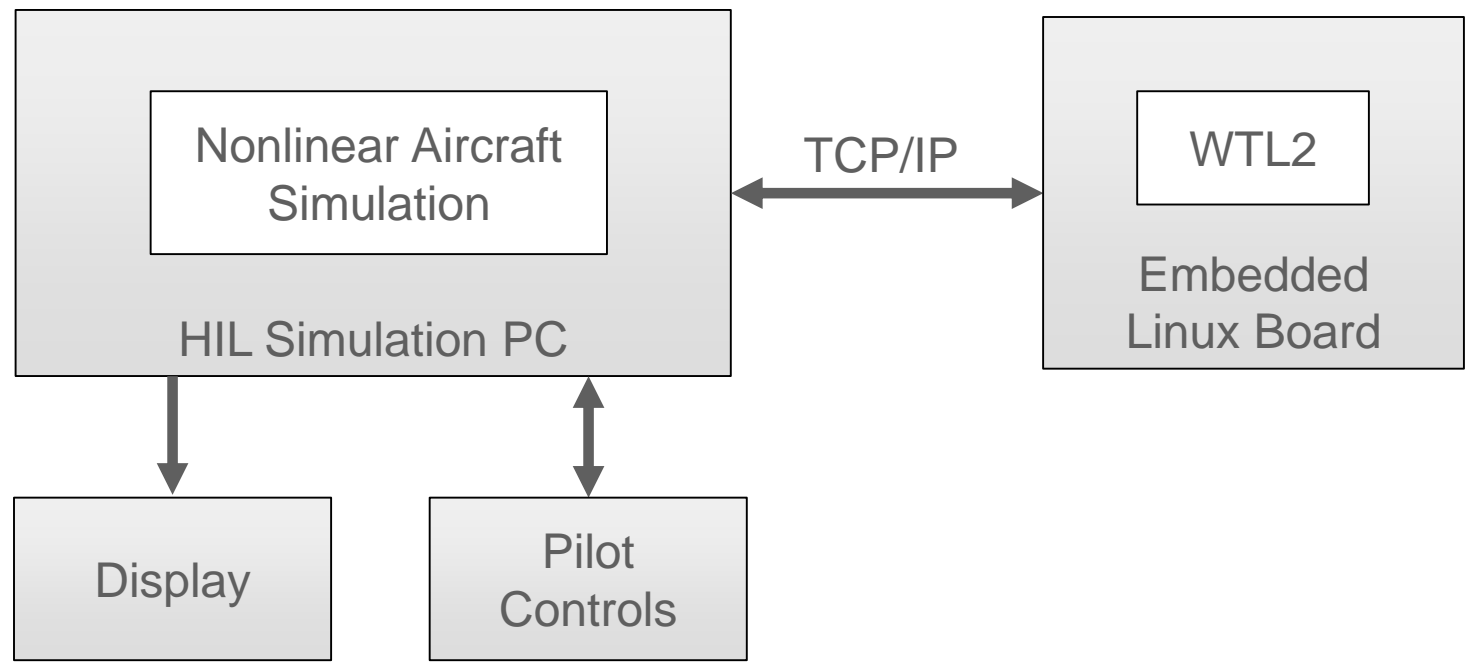 Nonlinear Aircraft
Simulation
HIL Simulation PC
TCP/IP
WTL2
Embedded
Linux Board
Display
Pilot
Controls